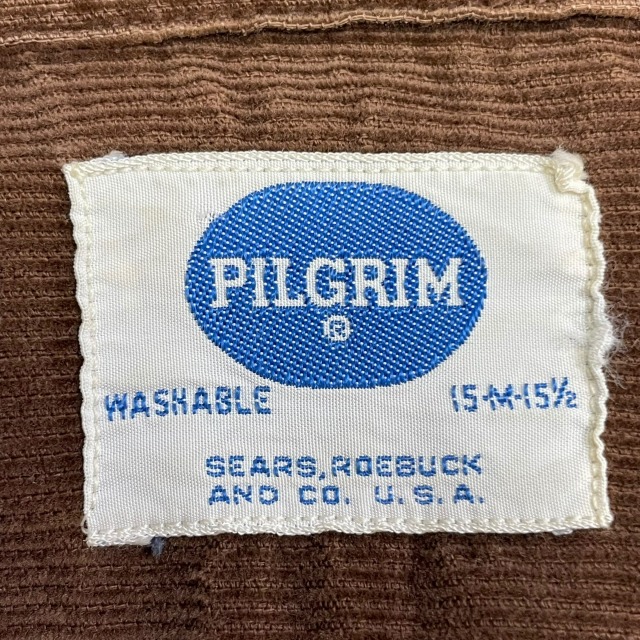 PILGRIM
®
WASHABLE 15-M-15½
SEARS, ROEBUCK
AND CO. U.S.A.